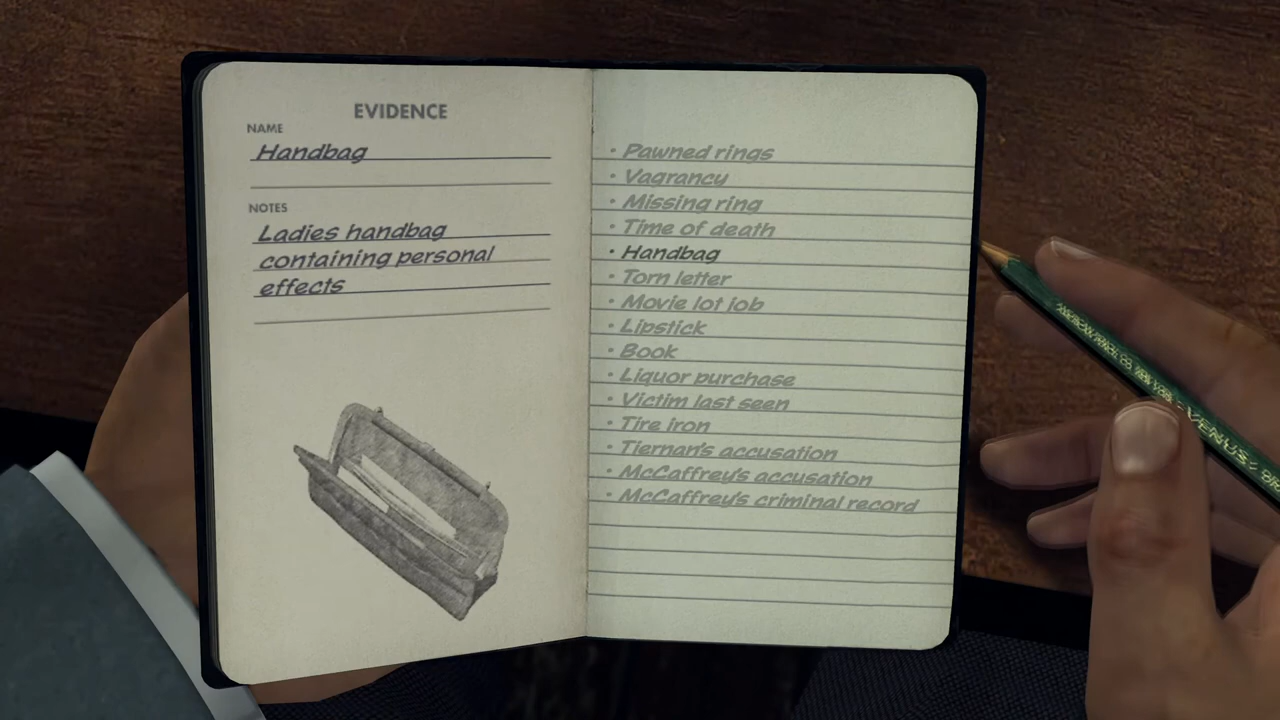 EVIDENCE
NAME
Handbag
NOTES
Ladies handbag
containing personal
effects
• Pawned rings
• Vagrancy
• Missing ring
• Time of death
• Handbag
• Torn letter
• Movie lot job
• Lipstick
• Book
• Liquor purchase
• Victim last seen
• Tire iron
• Tiernan's accusation
• McCaffrey's accusation
• McCaffrey's criminal record
VENUS